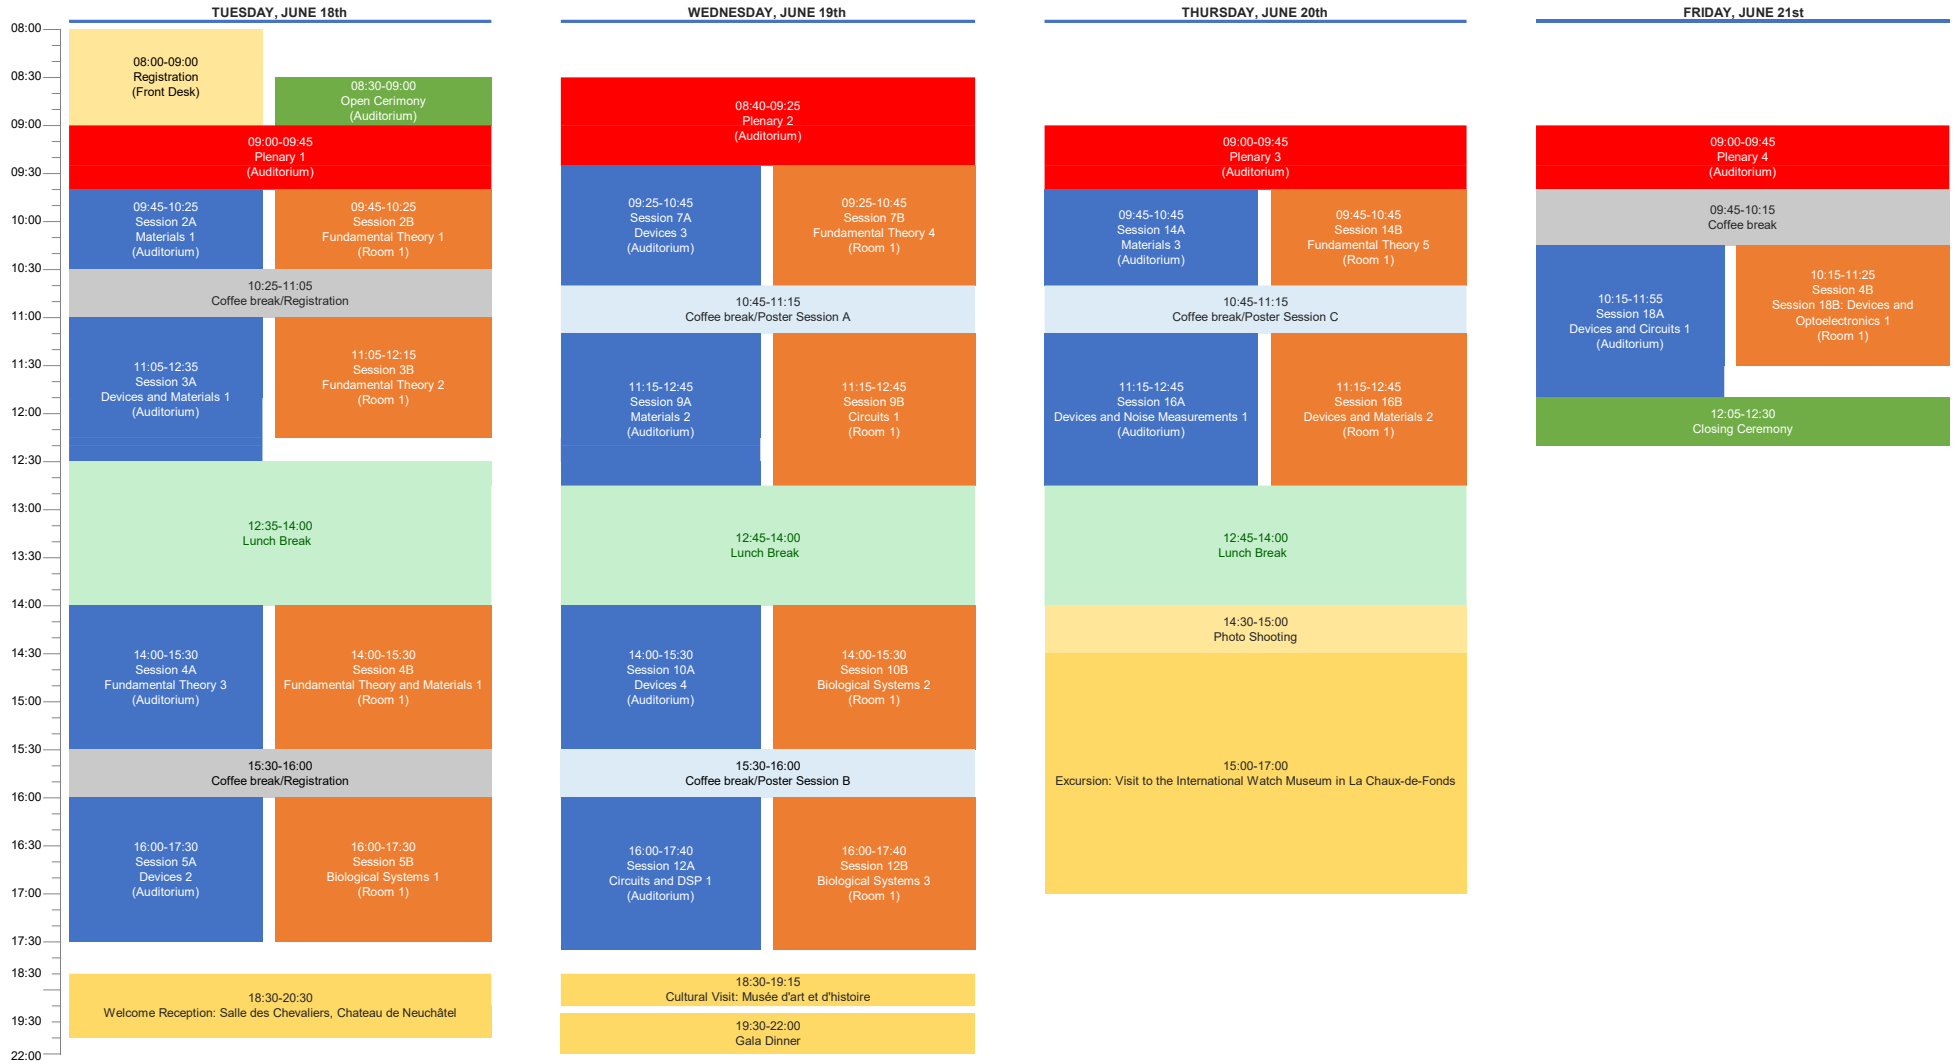 TUESDAY, JUNE 18th
WEDNESDAY, JUNE 19th
THURSDAY, JUNE 20th
FRIDAY, JUNE 21st
08:00
08:30
09:00
09:30
10:00
10:30
11:00
11:30
12:00
12:30
13:00
13:30
14:00
14:30
15:00
15:30
16:00
16:30
17:00
17:30
18:30
19:30
22:00
08:00-09:00
Registration
(Front Desk)
08:30-09:00
Open Cerimony
(Auditorium)
09:00-09:45
Plenary 1
(Auditorium)
09:45-10:25
Session 2A
Materials 1
(Auditorium)
09:45-10:25
Session 2B
Fundamental Theory 1
(Room 1)
10:25-11:05
Coffee break/Registration
11:05-12:35
Session 3A
Devices and Materials 1
(Auditorium)
11:05-12:15
Session 3B
Fundamental Theory 2
(Room 1)
12:35-14:00
Lunch Break
14:00-15:30
Session 4A
Fundamental Theory 3
(Auditorium)
14:00-15:30
Session 4B
Fundamental Theory and Materials 1
(Room 1)
15:30-16:00
Coffee break/Registration
16:00-17:30
Session 5A
Devices 2
(Auditorium)
16:00-17:30
Session 5B
Biological Systems 1
(Room 1)
18:30-20:30
Welcome Reception: Salle des Chevaliers, Chateau de Neuchâtel
08:40-09:25
Plenary 2
(Auditorium)
09:25-10:45
Session 7A
Devices 3
(Auditorium)
09:25-10:45
Session 7B
Fundamental Theory 4
(Room 1)
10:45-11:15
Coffee break/Poster Session A
11:15-12:45
Session 9A
Materials 2
(Auditorium)
11:15-12:45
Session 9B
Circuits 1
(Room 1)
12:45-14:00
Lunch Break
14:00-15:30
Session 10A
Devices 4
(Auditorium)
14:00-15:30
Session 10B
Biological Systems 2
(Room 1)
15:30-16:00
Coffee break/Poster Session B
16:00-17:40
Session 12A
Circuits and DSP 1
(Auditorium)
16:00-17:40
Session 12B
Biological Systems 3
(Room 1)
18:30-19:15
Cultural Visit: Musée d'art et d'histoire
19:30-22:00
Gala Dinner
09:00-09:45
Plenary 3
(Auditorium)
09:45-10:45
Session 14A
Materials 3
(Auditorium)
09:45-10:45
Session 14B
Fundamental Theory 5
(Room 1)
10:45-11:15
Coffee break/Poster Session C
11:15-12:45
Session 16A
Devices and Noise Measurements 1
(Auditorium)
11:15-12:45
Session 16B
Devices and Materials 2
(Room 1)
12:45-14:00
Lunch Break
14:30-15:00
Photo Shooting
15:00-17:00
Excursion: Visit to the International Watch Museum in La Chaux-de-Fonds
09:00-09:45
Plenary 4
(Auditorium)
09:45-10:15
Coffee break
10:15-11:55
Session 18A
Devices and Circuits 1
(Auditorium)
10:15-11:25
Session 4B
Session 18B: Devices and
Optoelectronics 1
(Room 1)
12:05-12:30
Closing Ceremony